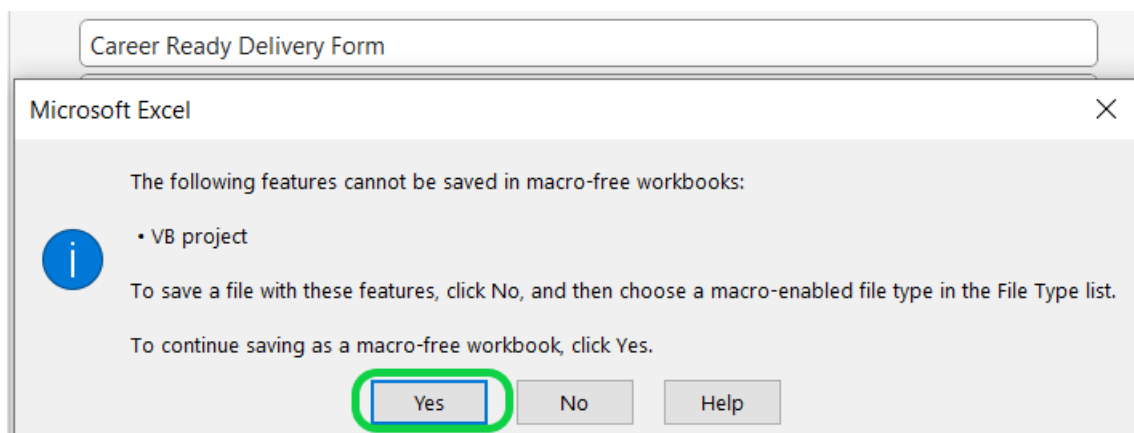 Career Ready Delivery Form
Microsoft Excel
The following features cannot be saved in macro-free workbooks:
• VB project
To save a file with these features, click No, and then choose a macro-enabled file type in the File Type list.
To continue saving as a macro-free workbook, click Yes.
Yes No Help